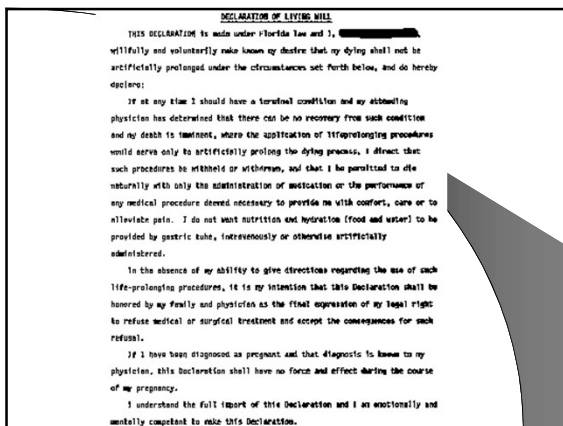 DECLARATION OF LIVING WILL
THIS DECLARATION is made under Florida law and I,
willfully and voluntarily make known my desire that my dying shall not be
artificially prolonged under the circumstances set forth below, and do hereby
declare:
If at any time I should have a terminal condition and my attending
physician has determined that there can be no recovery from such condition
and my death is imminent, where the application of lifeprolonging procedures
would serve only to artificially prolong the dying process, I direct that
such procedures be withheld or withdrawn, and that I be permitted to die
naturally with only the administration of medication or the performance of
any medical procedure deemed necessary to provide me with comfort, care or to
alleviate pain. I do not want nutrition and hydration (food and water) to be
provided by gastric tube, intravenously or otherwise artificially
administered.
In the absence of my ability to give directions regarding the use of such
life-prolonging procedures, it is my intention that this Declaration shall be
honored by my family and physician as the final expression of my legal right
to refuse medical or surgical treatment and accept the consequences for such
refusal.
If I have been diagnosed as pregnant and that diagnosis is known to my
physician, this Declaration shall have no force and effect during the course
of my pregnancy.
I understand the full import of this Declaration and I am emotionally and
mentally competent to make this Declaration.